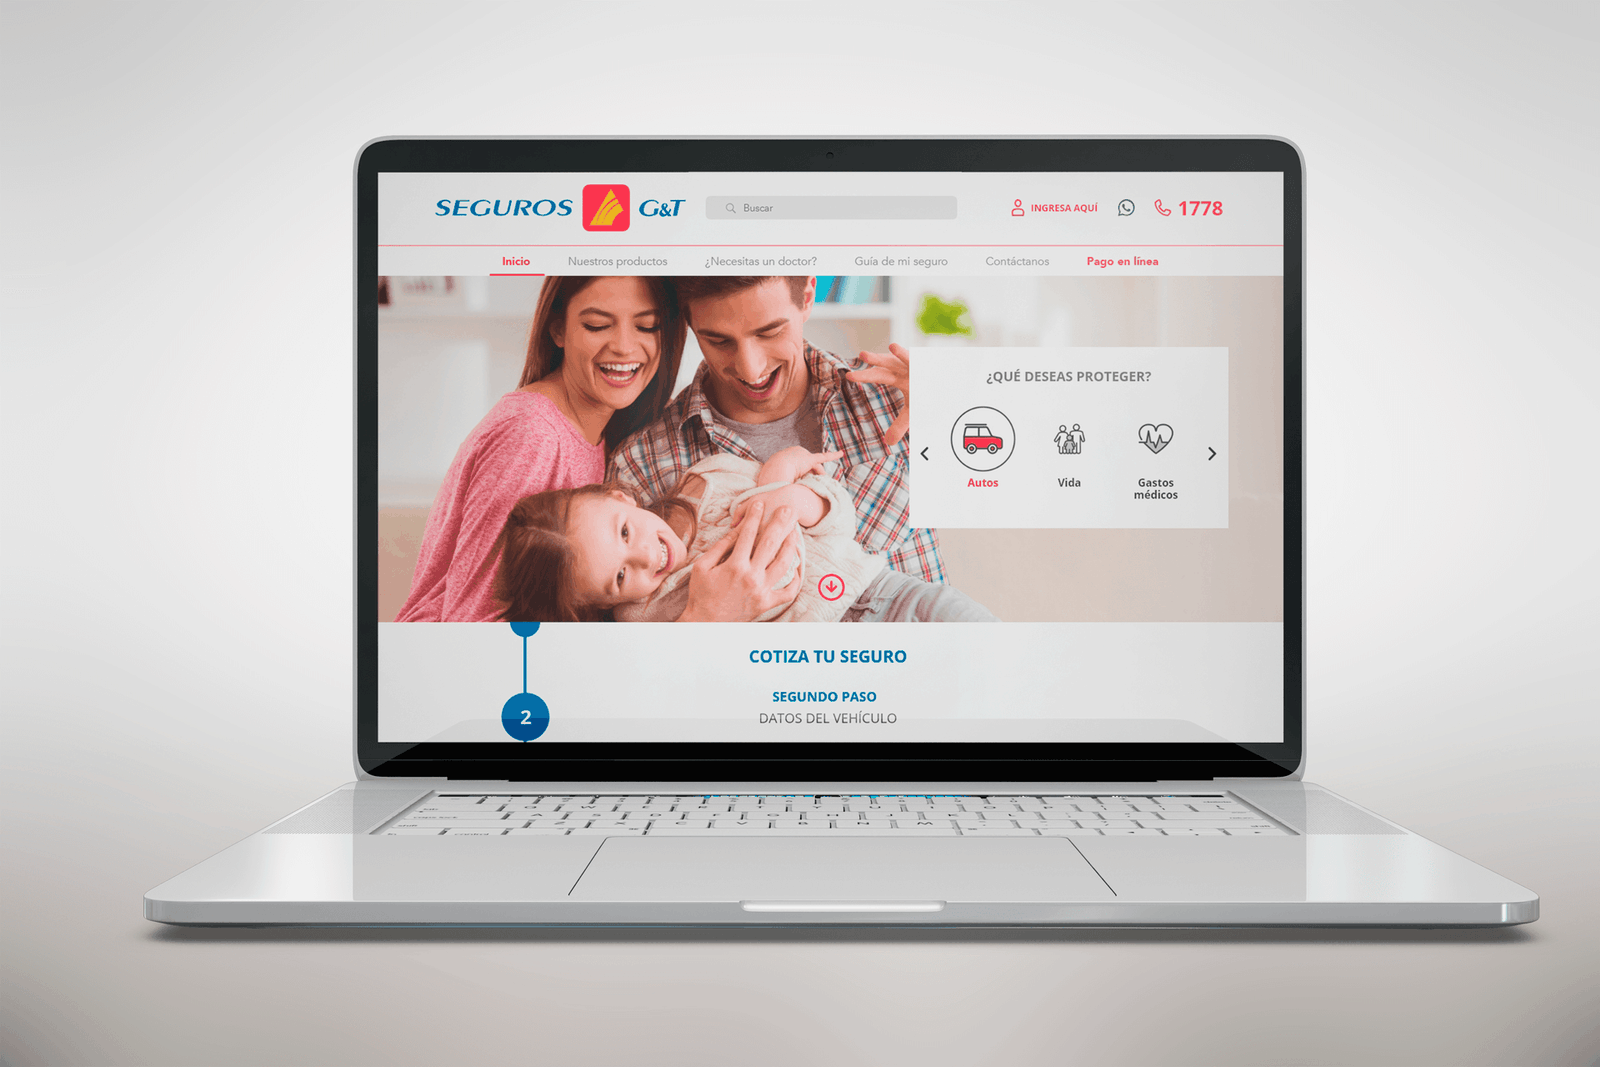 SEGUROS G&T
Buscar
INGRESA AQUÍ
1778
Inicio
Nuestros productos
¿Necesitas un doctor?
Guía de mi seguro
Contáctanos
Pago en línea
¿QUÉ DESEAS PROTEGER?
Autos
Vida
Gastos
médicos
COTIZA TU SEGURO
SEGUNDO PASO
2
DATOS DEL VEHÍCULO